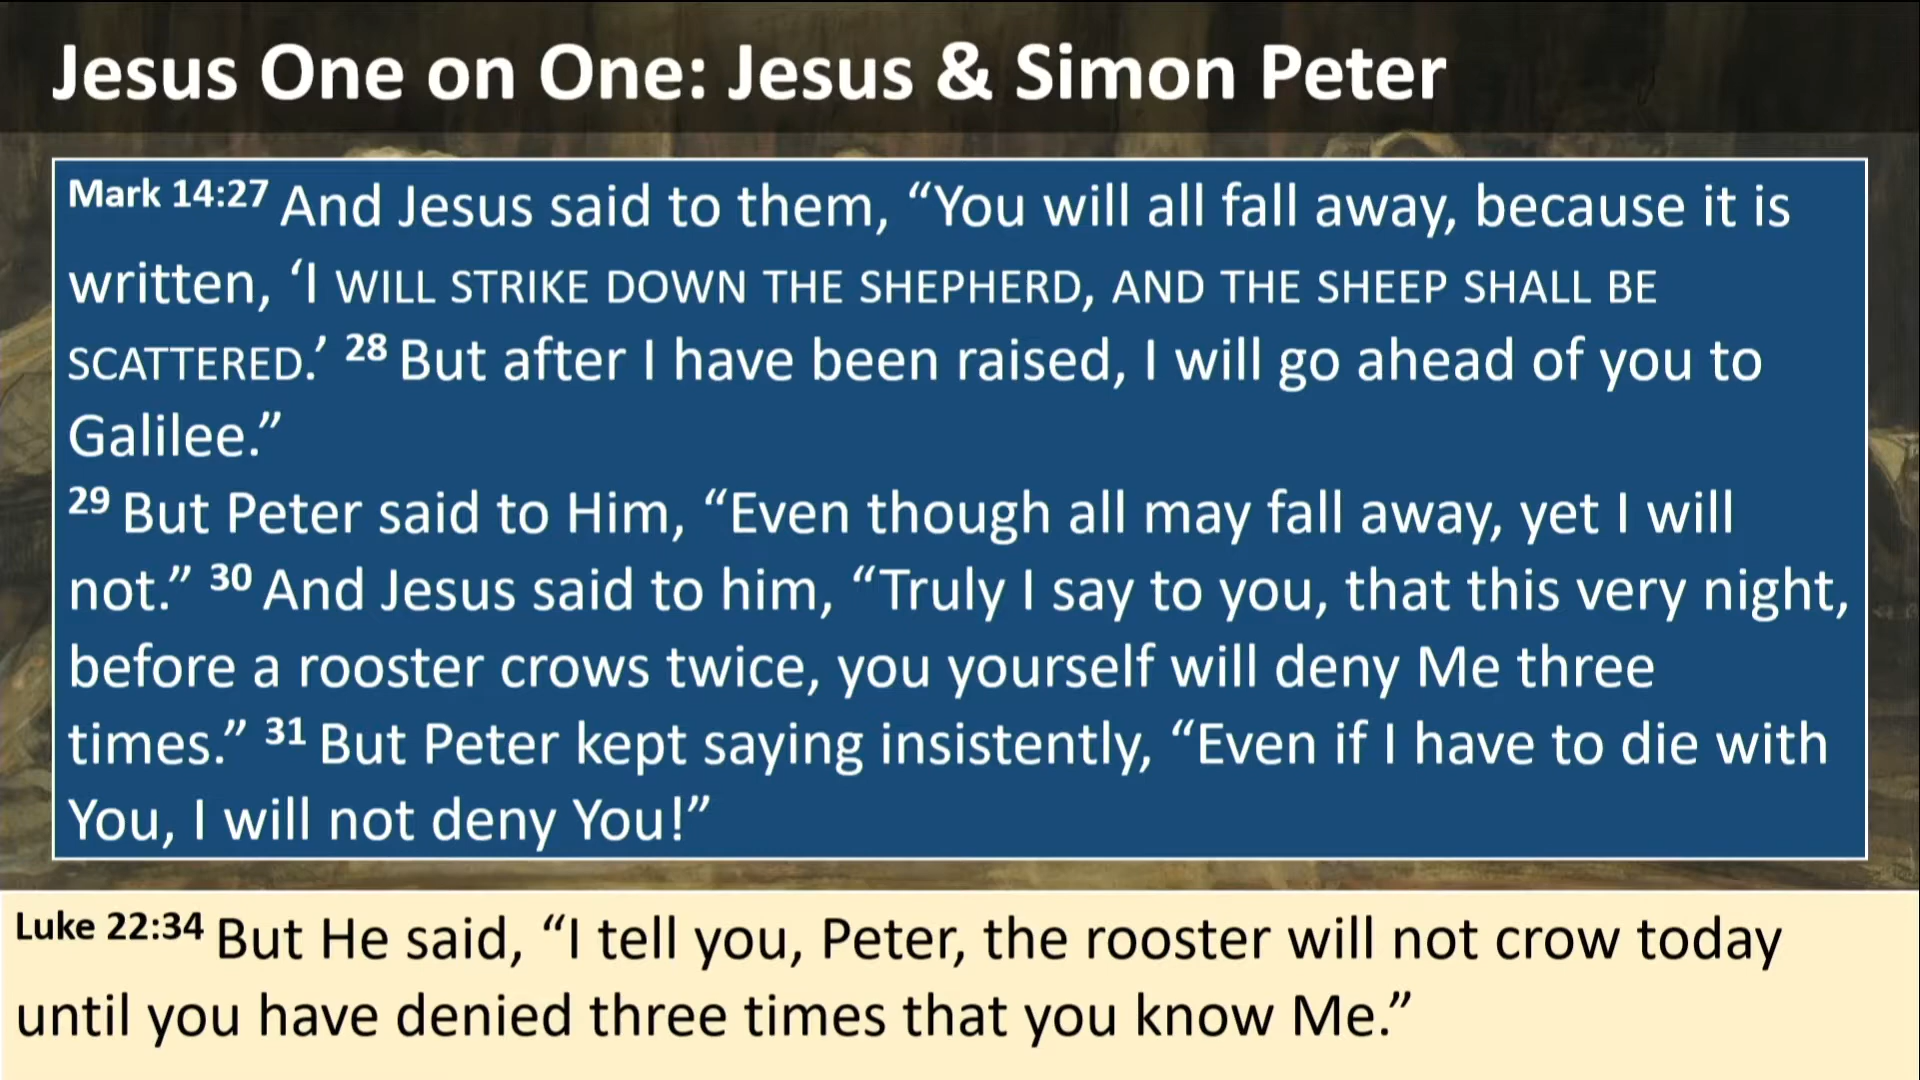 Jesus One on One: Jesus & Simon Peter
Mark 14:27 And Jesus said to them, “You will all fall away, because it is
written, ‘I WILL STRIKE DOWN THE SHEPHERD, AND THE SHEEP SHALL BE
SCATTERED.’ 28 But after I have been raised, I will go ahead of you to
Galilee.”
29 But Peter said to Him, “Even though all may fall away, yet I will
not.” 30 And Jesus said to him, “Truly I say to you, that this very night,
before a rooster crows twice, you yourself will deny Me three
times.” 31 But Peter kept saying insistently, “Even if I have to die with
You, I will not deny You!”
Luke 22:34 But He said, “I tell you, Peter, the rooster will not crow today
until you have denied three times that you know Me.”